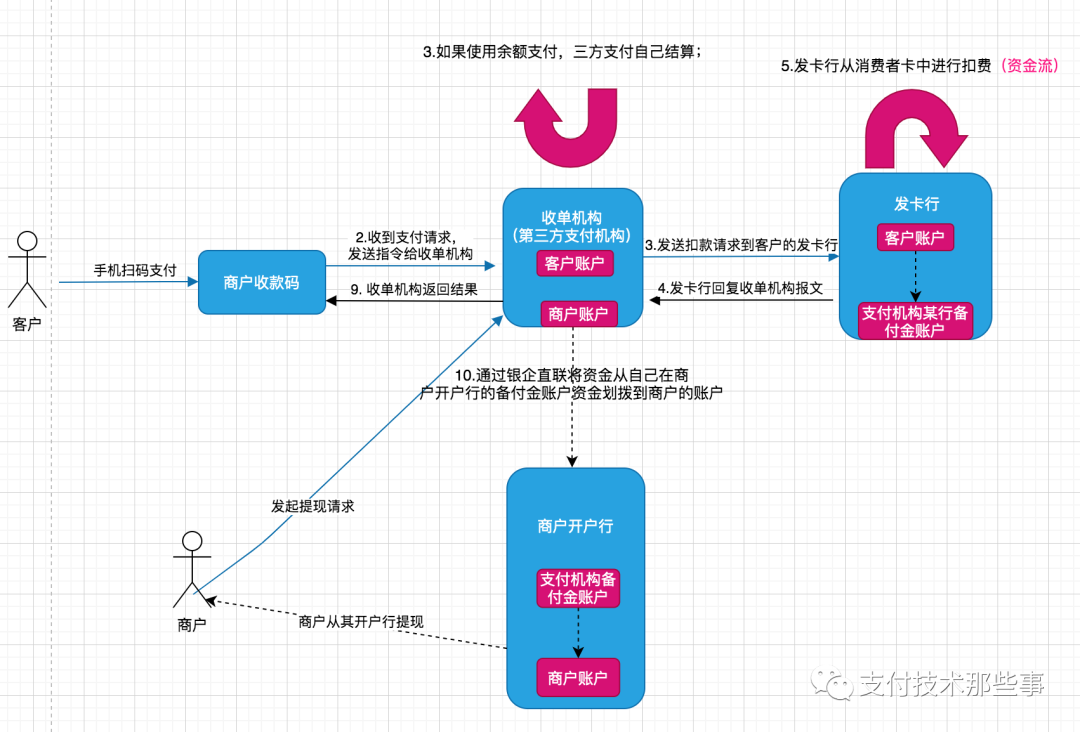 3.如果使用余额支付，三方支付自己结算；
5.发卡行从消费者卡中进行扣费（资金流）
收单机构
（第三方支付机构）
客户账户
商户账户
发卡行
客户账户
支付机构某行备
付金账户
2.收到支付请求，
发送指令给收单机构
3.发送扣款请求到客户的发卡行
手机扫码支付
商户收款码
9. 收单机构返回结果
4.发卡行回复收单机构报文
客户
10.通过银企直联将资金从自己在商
户开户行的备付金账户资金划拨到商户的账户
发起提现请求
商户开户行
支付机构备
付金账户
商户账户
商户
商户从其开户行提现
支付技术那些事